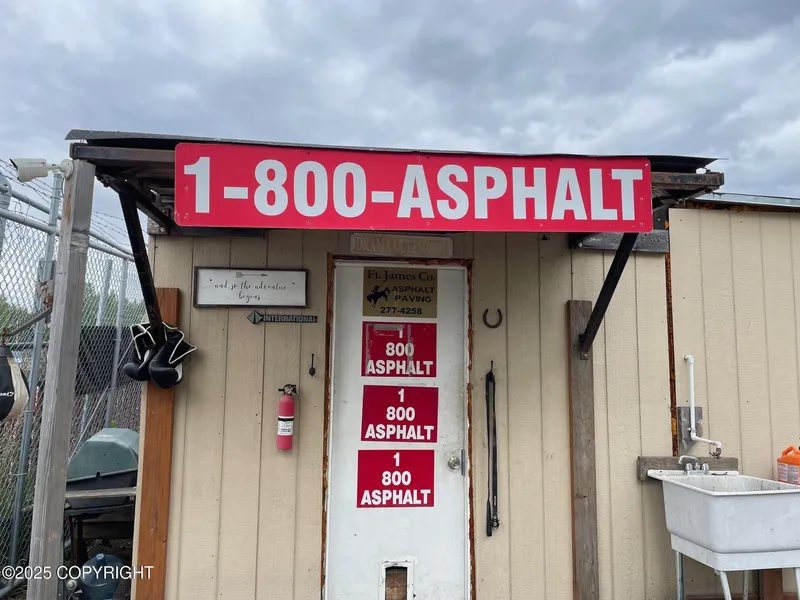 1-800-ASPHALT
and so the adventure
begins
INTERNATIONAL
Ft. James Co.
ASPHALT
PAVING
277-4258
1
800
ASPHALT
1
800
ASPHALT
1
800
ASPHALT
©2025 COPYRIGHT